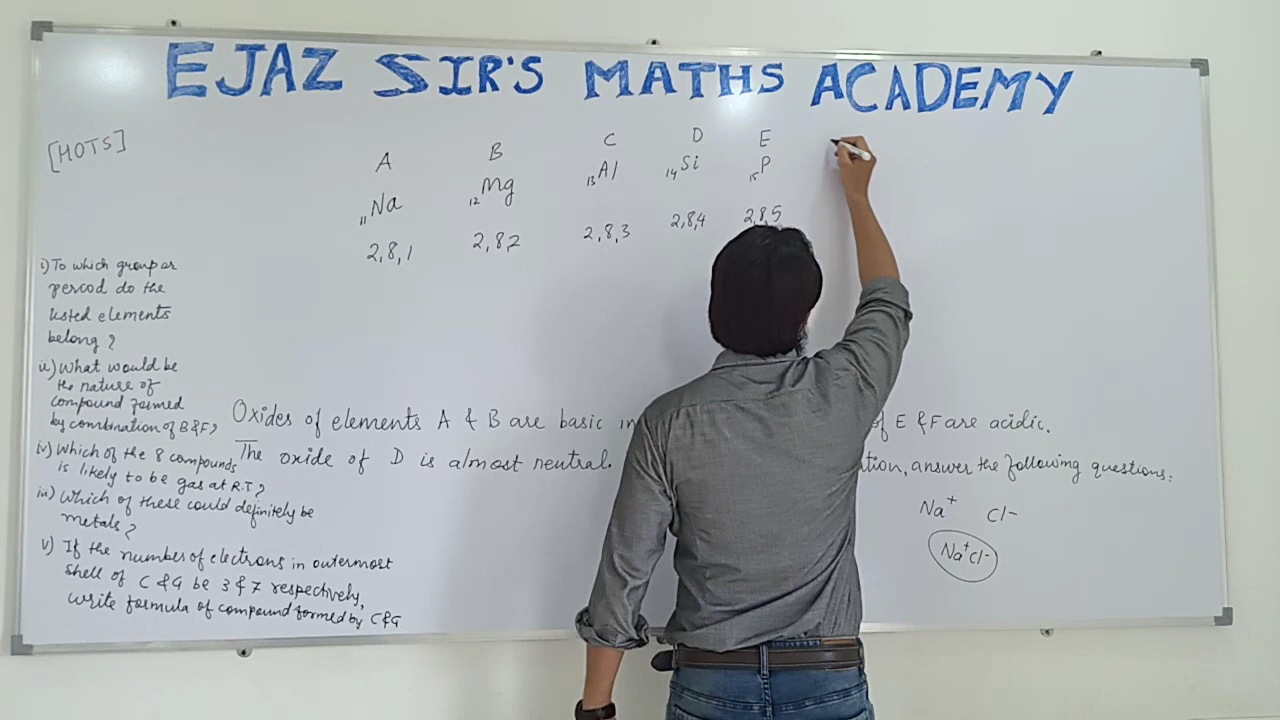 EJAZ SIR'S MATHS ACADEMY
[HOTS]
A B C D E
11Na 12Mg 13Al 14Si 15P
2,8,1 2,8,2 2,8,3 2,8,4 2,8,5
i) To which group or
period do the
listed elements
belong?
ii) What would be
the nature of
compound formed
by combination of B&F?
iv) Which of the 8 compounds
is likely to be gas at R.T?
iii) Which of these could definitely be
metals?
v) If the number of electrons in outermost
shell of C & G be 3 & 7 respectively,
write formula of compound formed by C&G
Oxides of elements A & B are basic in of E & F are acidic.
The oxide of D is almost neutral. answer the following questions:
Na+ Cl-
Na+Cl-